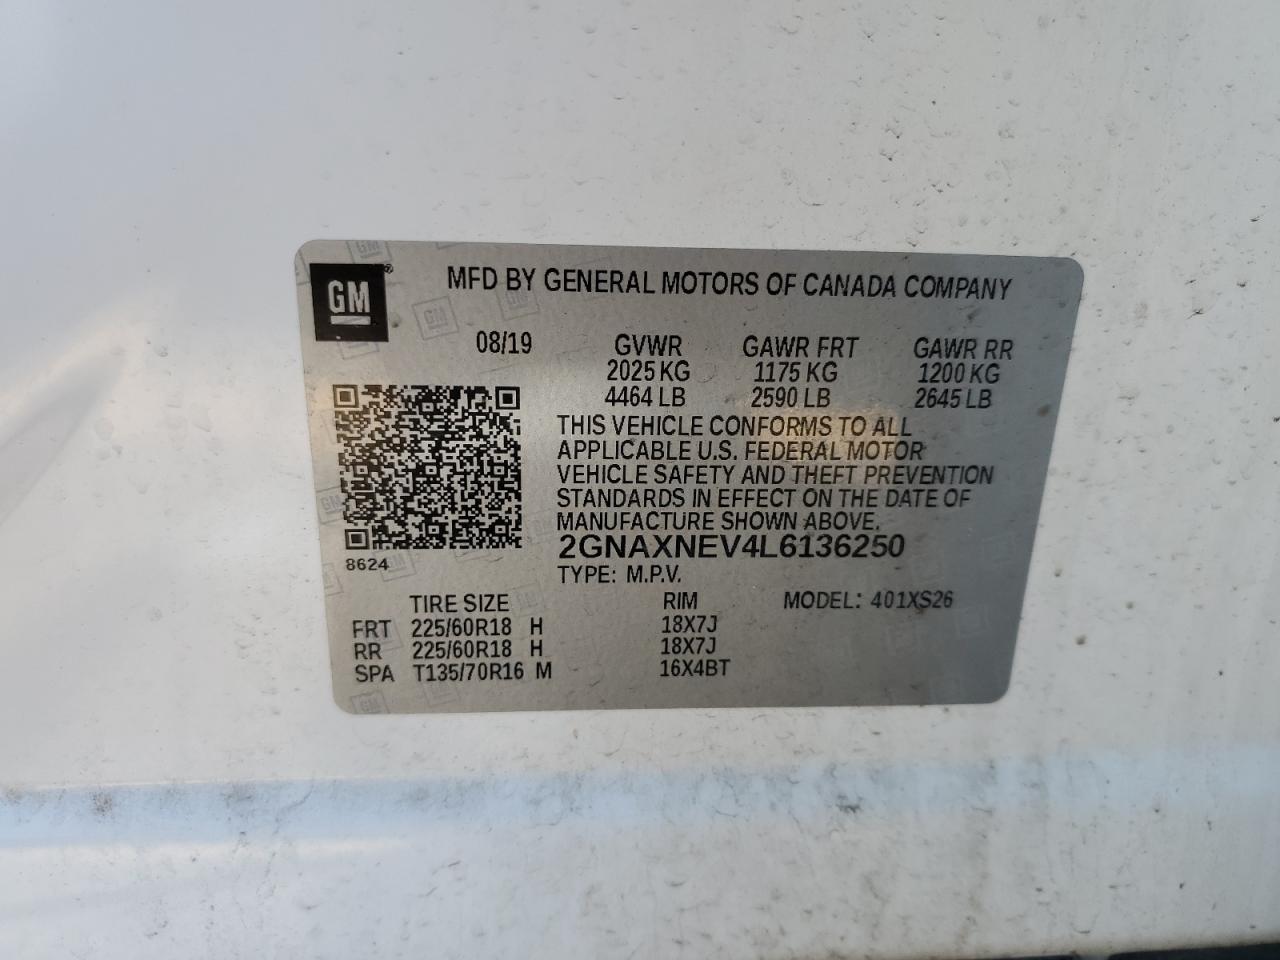 GM
MFD BY GENERAL MOTORS OF CANADA COMPANY
08/19 GVWR GAWR FRT GAWR RR
2025 KG 1175 KG 1200 KG
4464 LB 2590 LB 2645 LB
THIS VEHICLE CONFORMS TO ALL
APPLICABLE U.S. FEDERAL MOTOR
VEHICLE SAFETY AND THEFT PREVENTION
STANDARDS IN EFFECT ON THE DATE OF
MANUFACTURE SHOWN ABOVE.
2GNAXNEV4L6136250
8624
TYPE: M.P.V.
TIRE SIZE RIM MODEL: 401XS26
FRT 225/60R18 H 18X7J
RR 225/60R18 H 18X7J
SPA T135/70R16 M 16X4BT